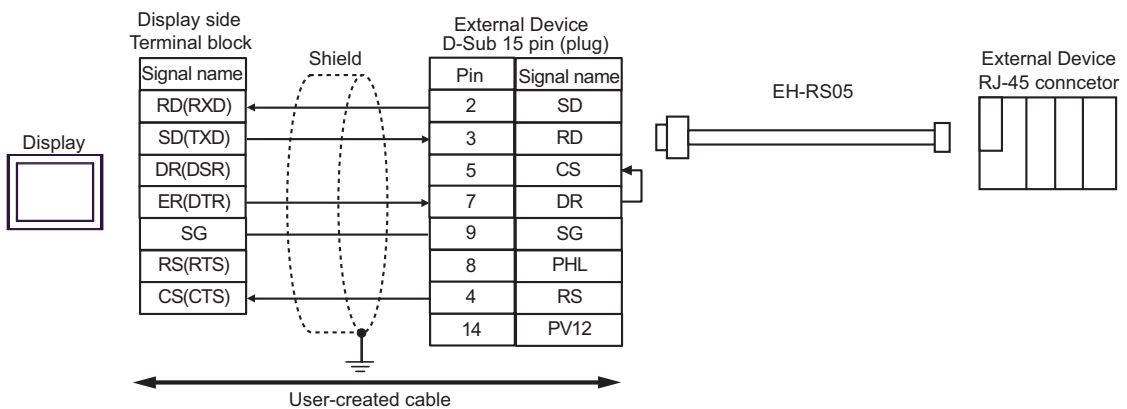 Display side
Terminal block
Shield
External Device
D-Sub 15 pin (plug)
External Device
RJ-45 conncetor
EH-RS05
Display
Signal name
Pin Signal name
RD(RXD) 2 SD
SD(TXD) 3 RD
DR(DSR) 5 CS
ER(DTR) 7 DR
SG 9 SG
RS(RTS) 8 PHL
CS(CTS) 4 RS
14 PV12
User-created cable